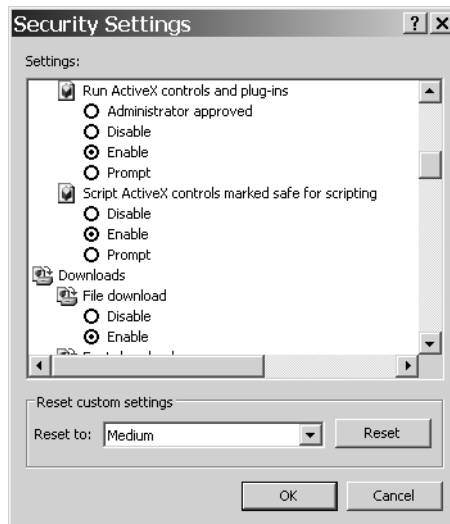 Security Settings
Settings:
Run ActiveX controls and plug-ins
Administrator approved
Disable
Enable
Prompt
Script ActiveX controls marked safe for scripting
Disable
Enable
Prompt
Downloads
File download
Disable
Enable
Reset custom settings
Reset to: Medium Reset
OK Cancel